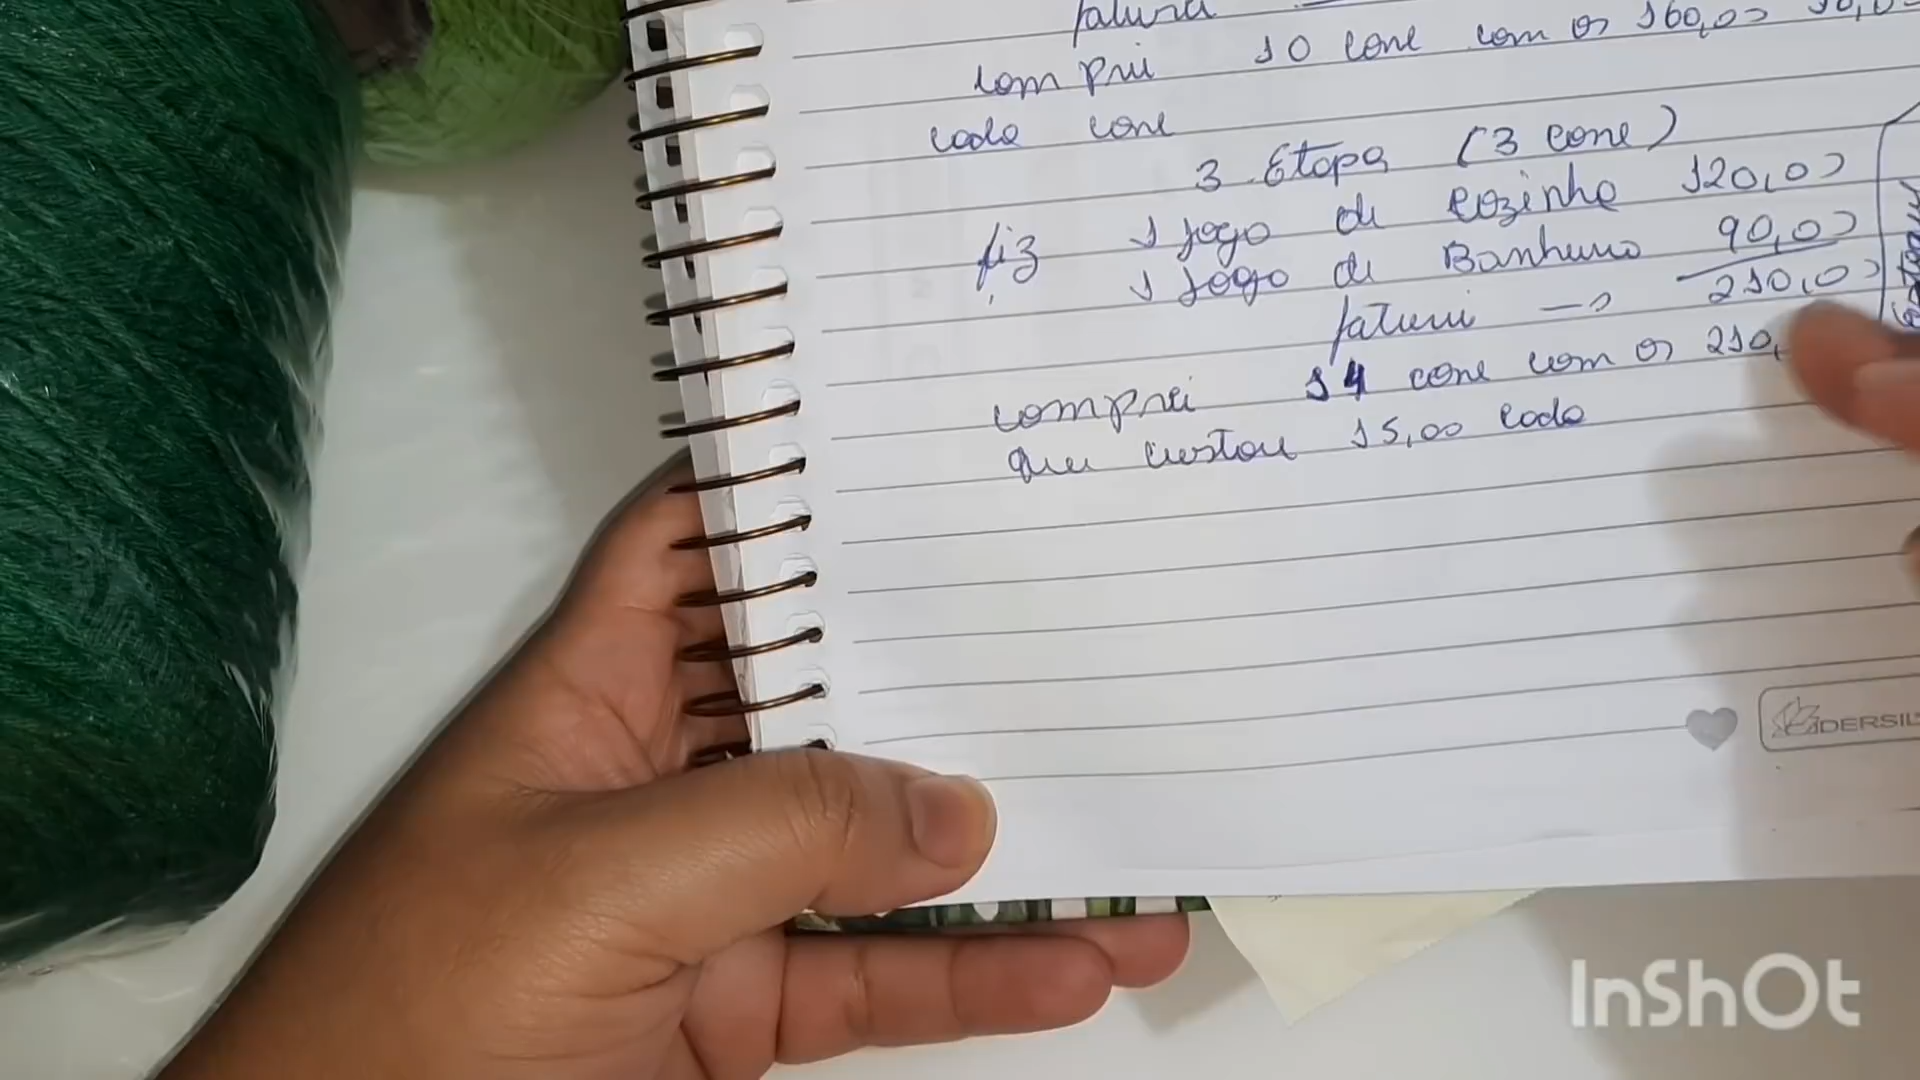 faturei
comprei 10 cone com os 160,00
cada cone
3 Etapa (3 cone)
fiz 1 jogo de cozinha 120,00
1 jogo de Banheiro 90,00
210,00
faturei →
comprei 14 cone com os 210,
que custou 15,00 cada
DERSIL
InShOt